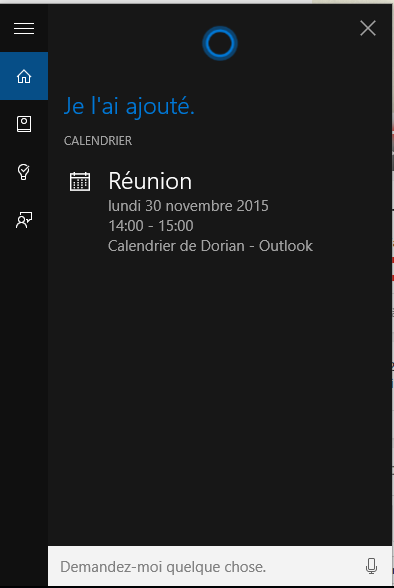 Je l'ai ajouté.
CALENDRIER
Réunion
lundi 30 novembre 2015
14:00 - 15:00
Calendrier de Dorian - Outlook
Demandez-moi quelque chose.